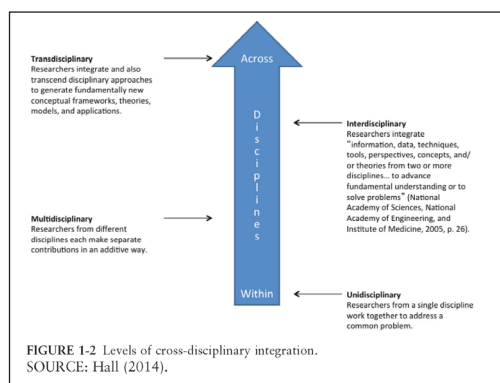 Transdisciplinary
Researchers integrate and also
transcend disciplinary approaches
to generate fundamentally new
conceptual frameworks, theories,
models, and applications.
Across
Disciplines
Interdisciplinary
Researchers integrate
"information, data, techniques,
tools, perspectives, concepts, and/
or theories from two or more
disciplines... to advance
fundamental understanding or to
solve problems" (National
Academy of Sciences, National
Academy of Engineering, and
Institute of Medicine, 2005, p. 26).
Multidisciplinary
Researchers from different
disciplines each make separate
contributions in an additive way.
Within
Unidisciplinary
Researchers from a single discipline
work together to address a
common problem.
FIGURE 1-2 Levels of cross-disciplinary integration.
SOURCE: Hall (2014).